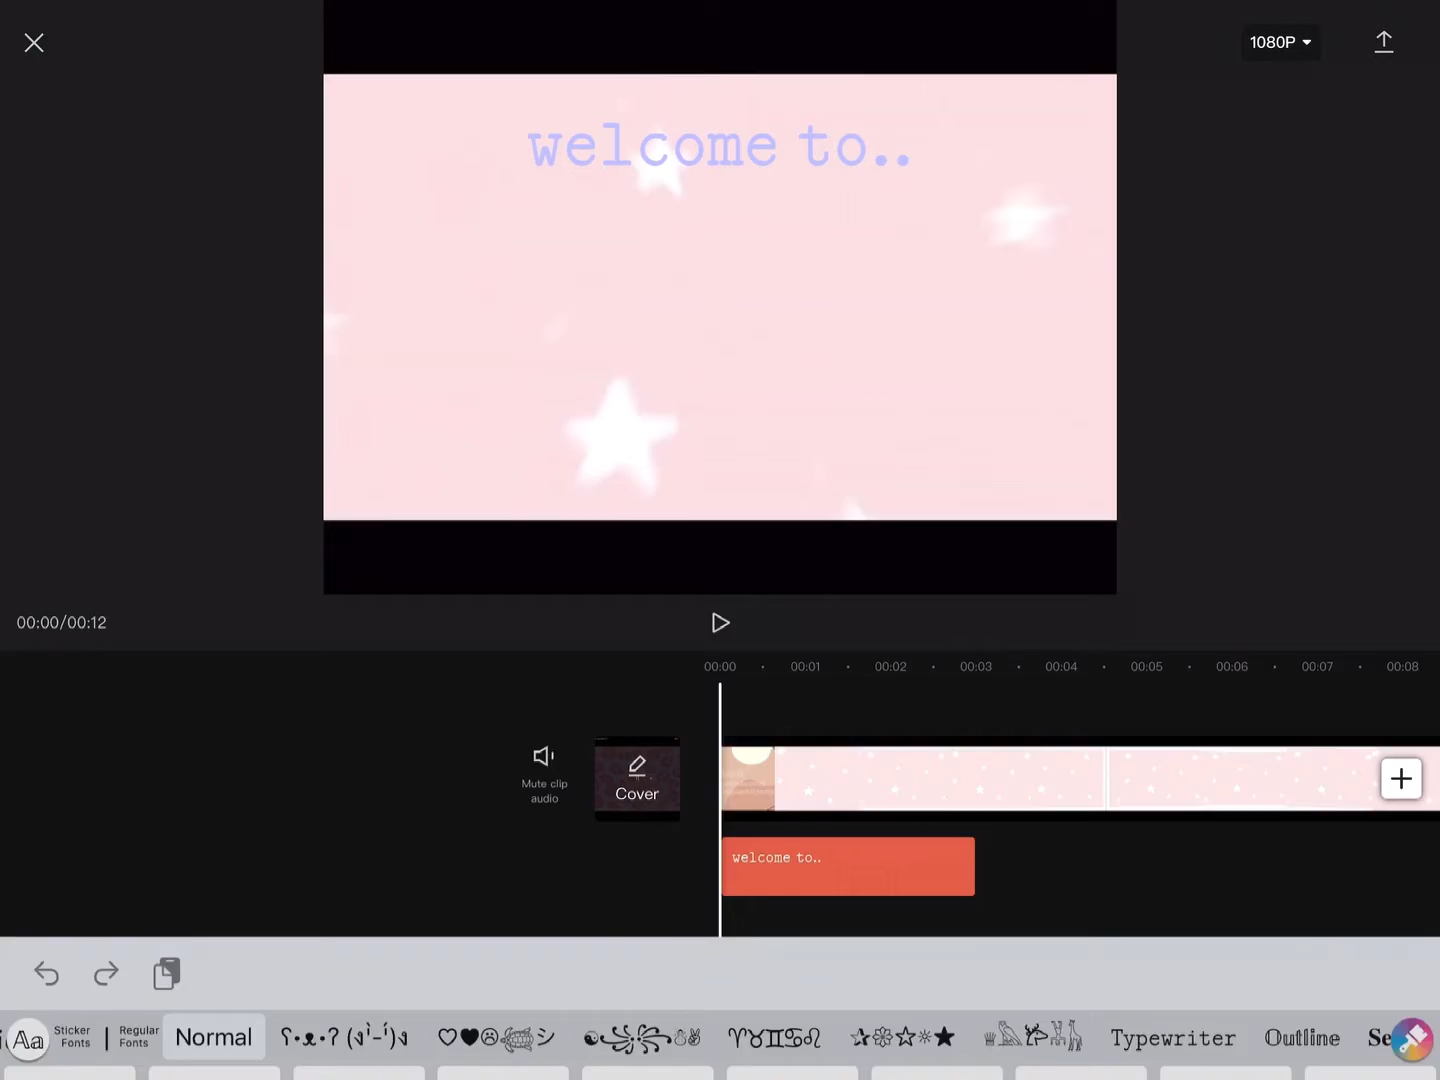 1080P
welcome to..
00:00/00:12
00:00 00:01 00:02 00:03 00:04 00:05 00:06 00:07 00:08
Mute clip
audio
Cover
welcome to..
Aa
Sticker
Fonts
Regular
Fonts
Normal
Typewriter
Outline
Se